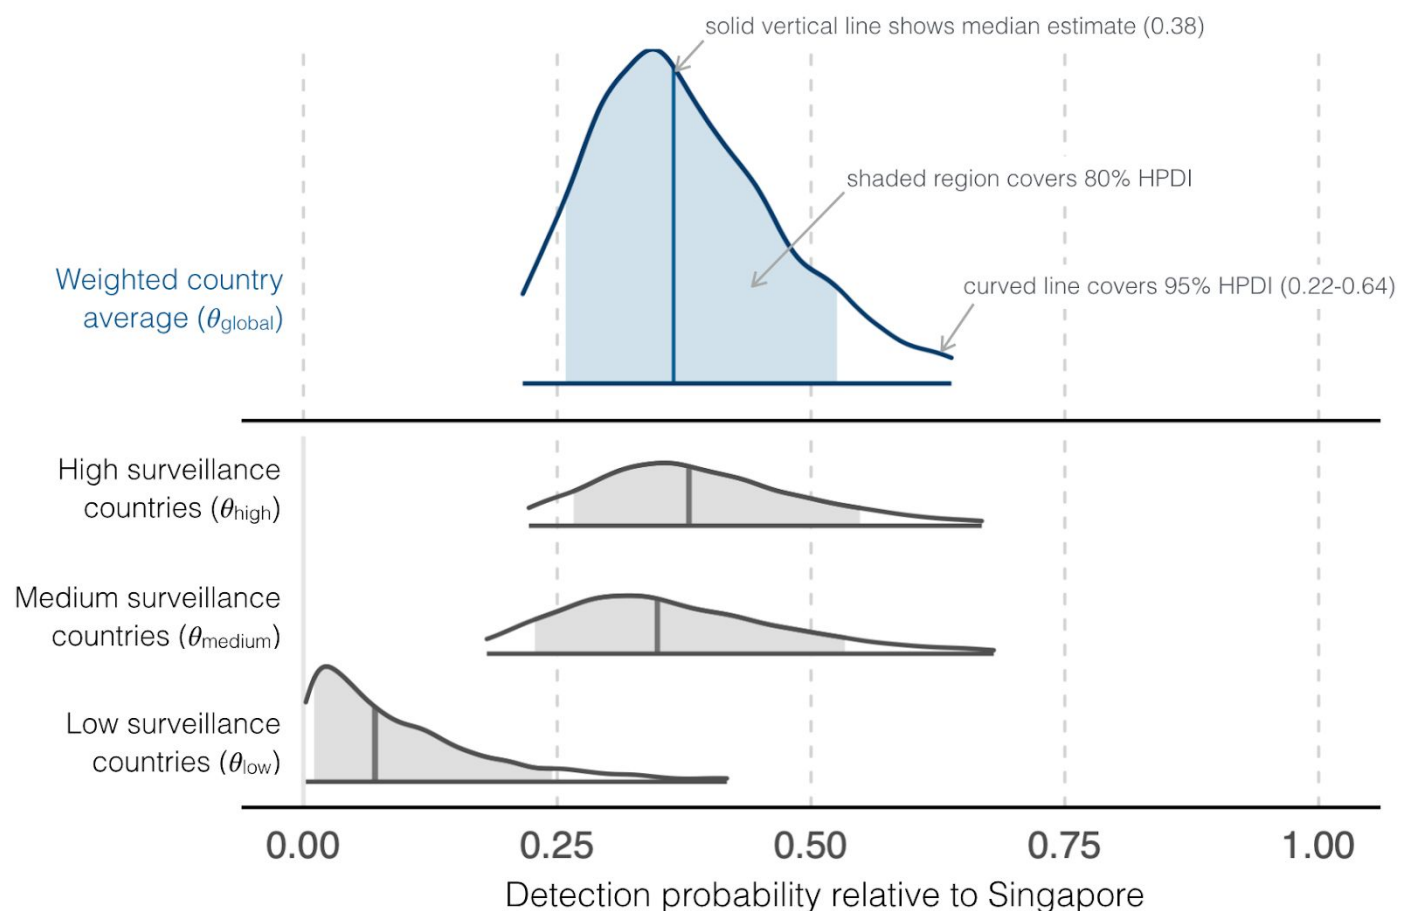 solid vertical line shows median estimate (0.38)
shaded region covers 80% HPDI
Weighted country
average (θglobal)
curved line covers 95% HPDI (0.22-0.64)
High surveillance
countries (θhigh)
Medium surveillance
countries (θmedium)
Low surveillance
countries (θlow)
0.00 0.25 0.50 0.75 1.00
Detection probability relative to Singapore